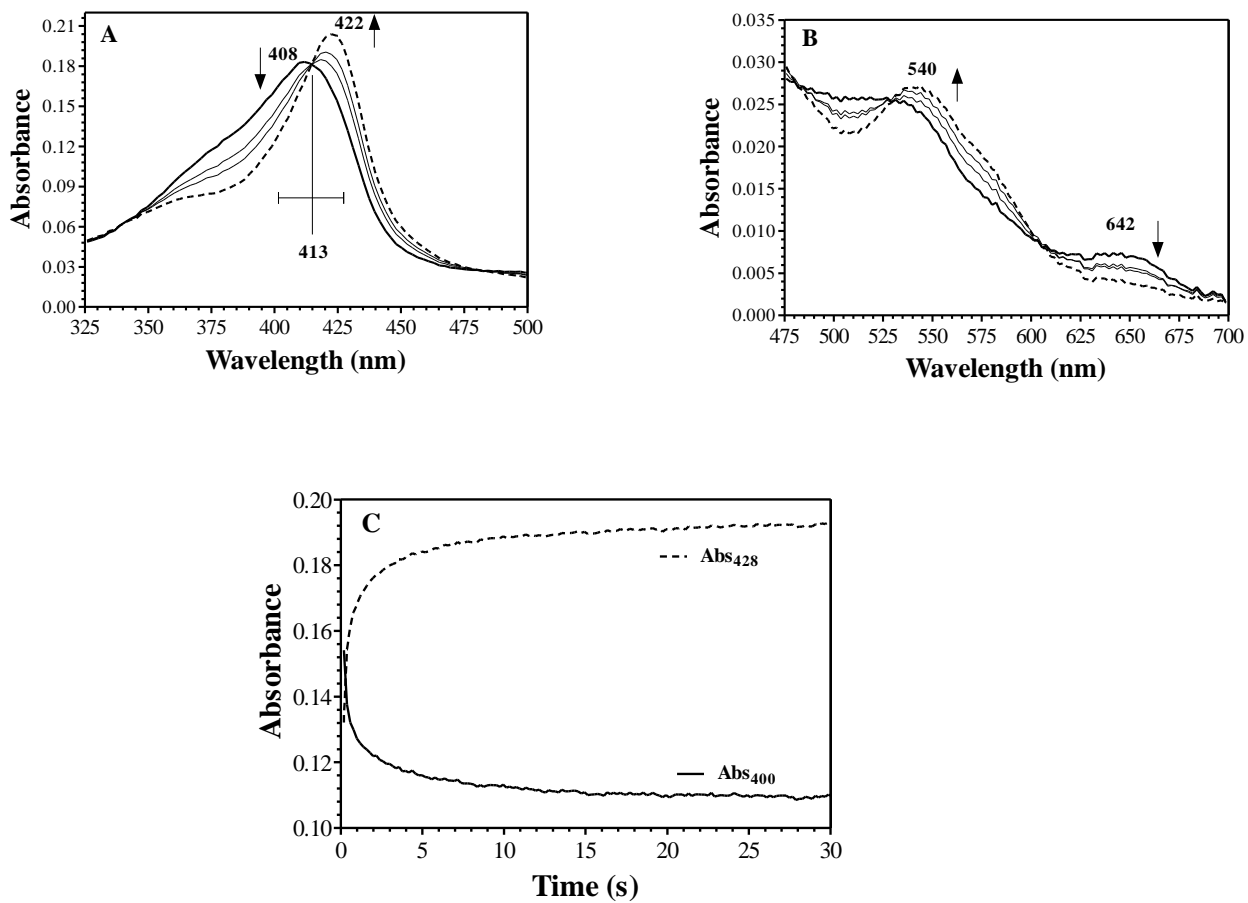 A
408
422
413
0.21
0.18
0.15
0.12
0.09
0.06
0.03
0.00
Absorbance
325 350 375 400 425 450 475 500
Wavelength (nm)
B
540
642
0.035
0.030
0.025
0.020
0.015
0.010
0.005
0.000
Absorbance
475 500 525 550 575 600 625 650 675 700
Wavelength (nm)
C
Abs428
Abs400
0.20
0.18
0.16
0.14
0.12
0.10
Absorbance
0 5 10 15 20 25 30
Time (s)